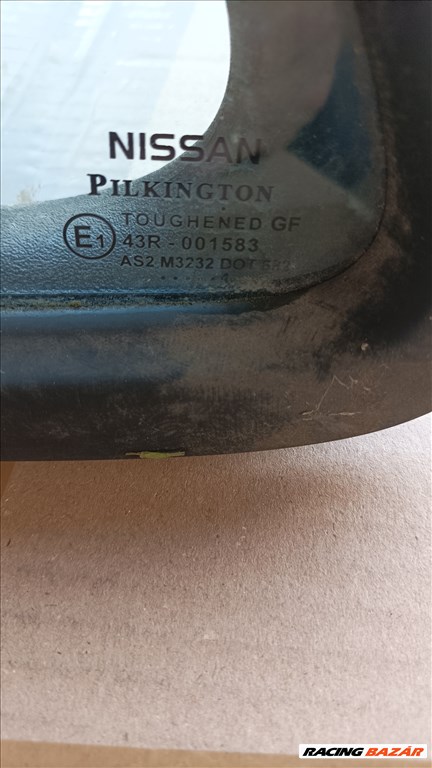 NISSAN
PILKINGTON
TOUGHENED GF
E1 43R - 001583
AS2 M3232 DOT
RACING BAZÁR